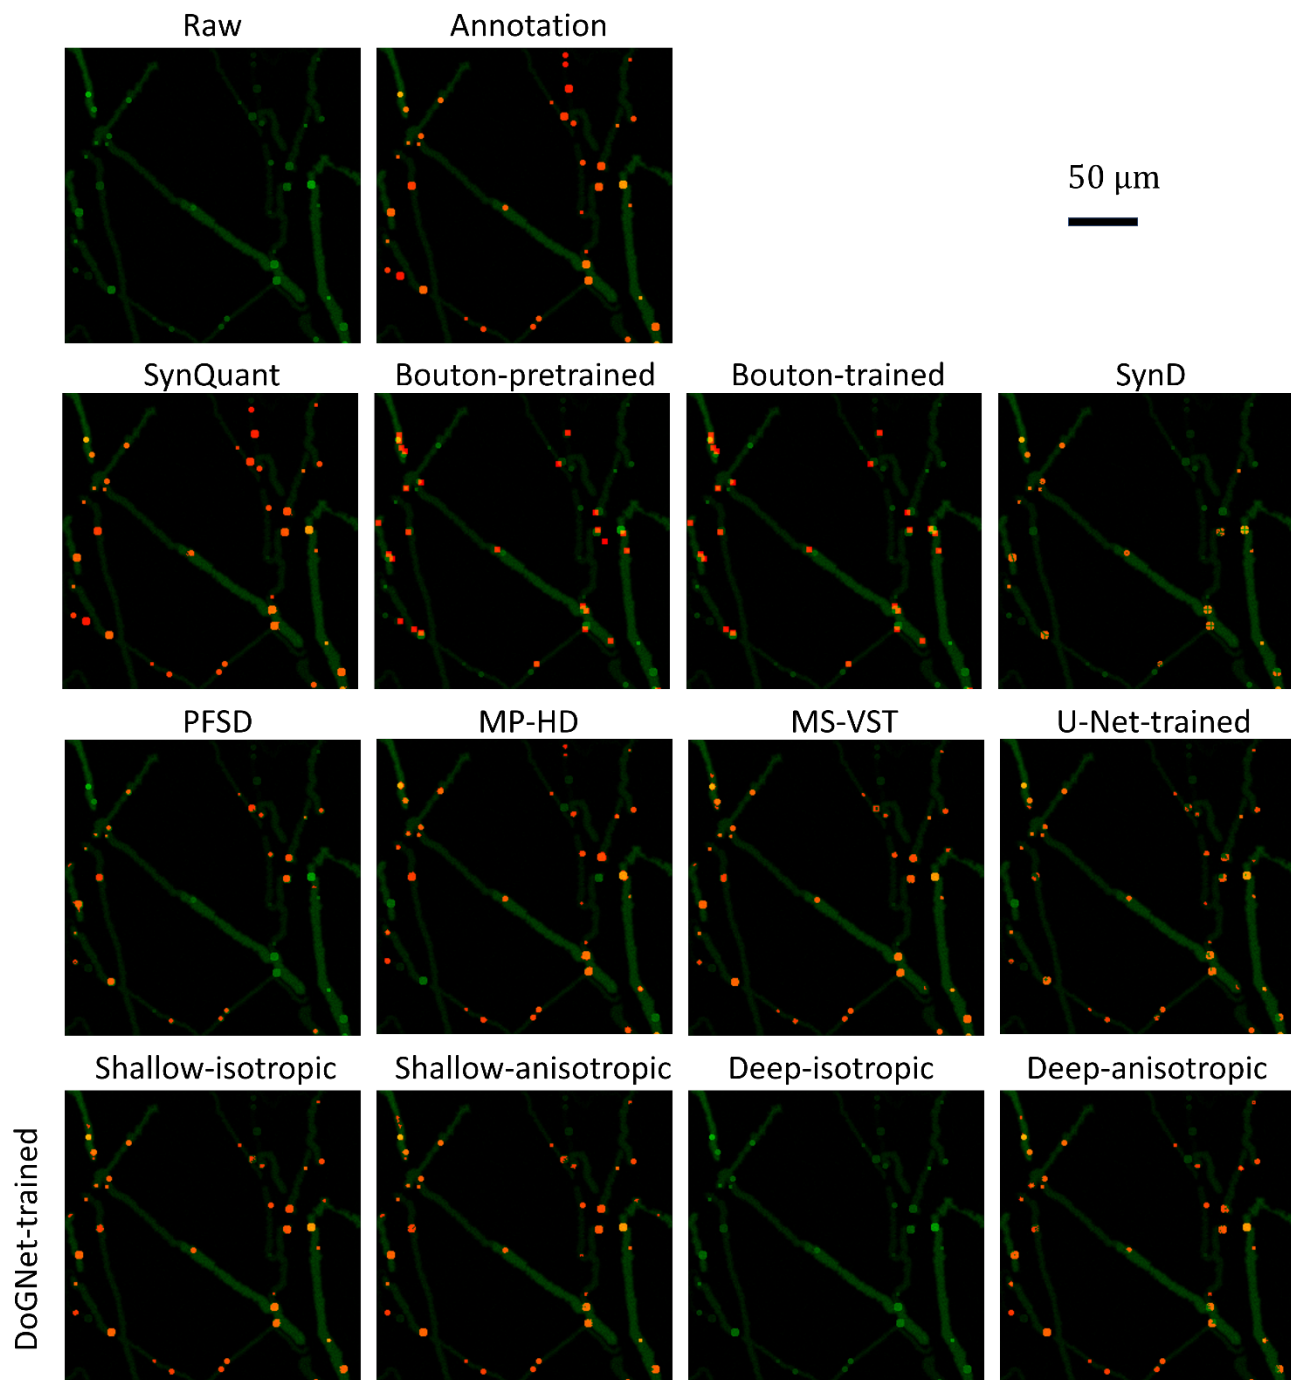 Raw
Annotation
50 μm
SynQuant
Bouton-pretrained
Bouton-trained
SynD
PFSD
MP-HD
MS-VST
U-Net-trained
Shallow-isotropic
Shallow-anisotropic
Deep-isotropic
Deep-anisotropic
DoGNet-trained